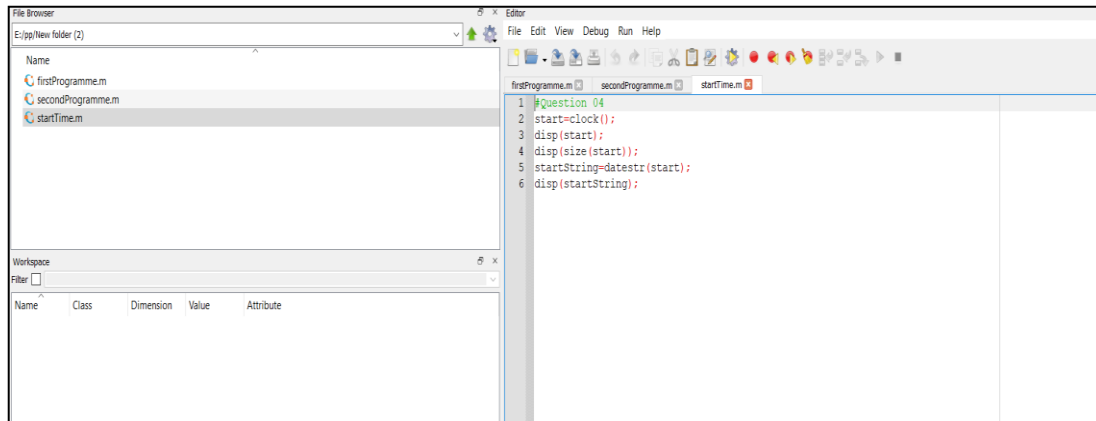 File Browser
E:/pp/New folder (2)
Name
firstProgramme.m
secondProgramme.m
startTime.m
Workspace
Filter
Name Class Dimension Value Attribute
Editor
File Edit View Debug Run Help
firstProgramme.m secondProgramme.m startTime.m
1 #Question 04
2 start=clock();
3 disp(start);
4 disp(size(start));
5 startString=datestr(start);
6 disp(startString);